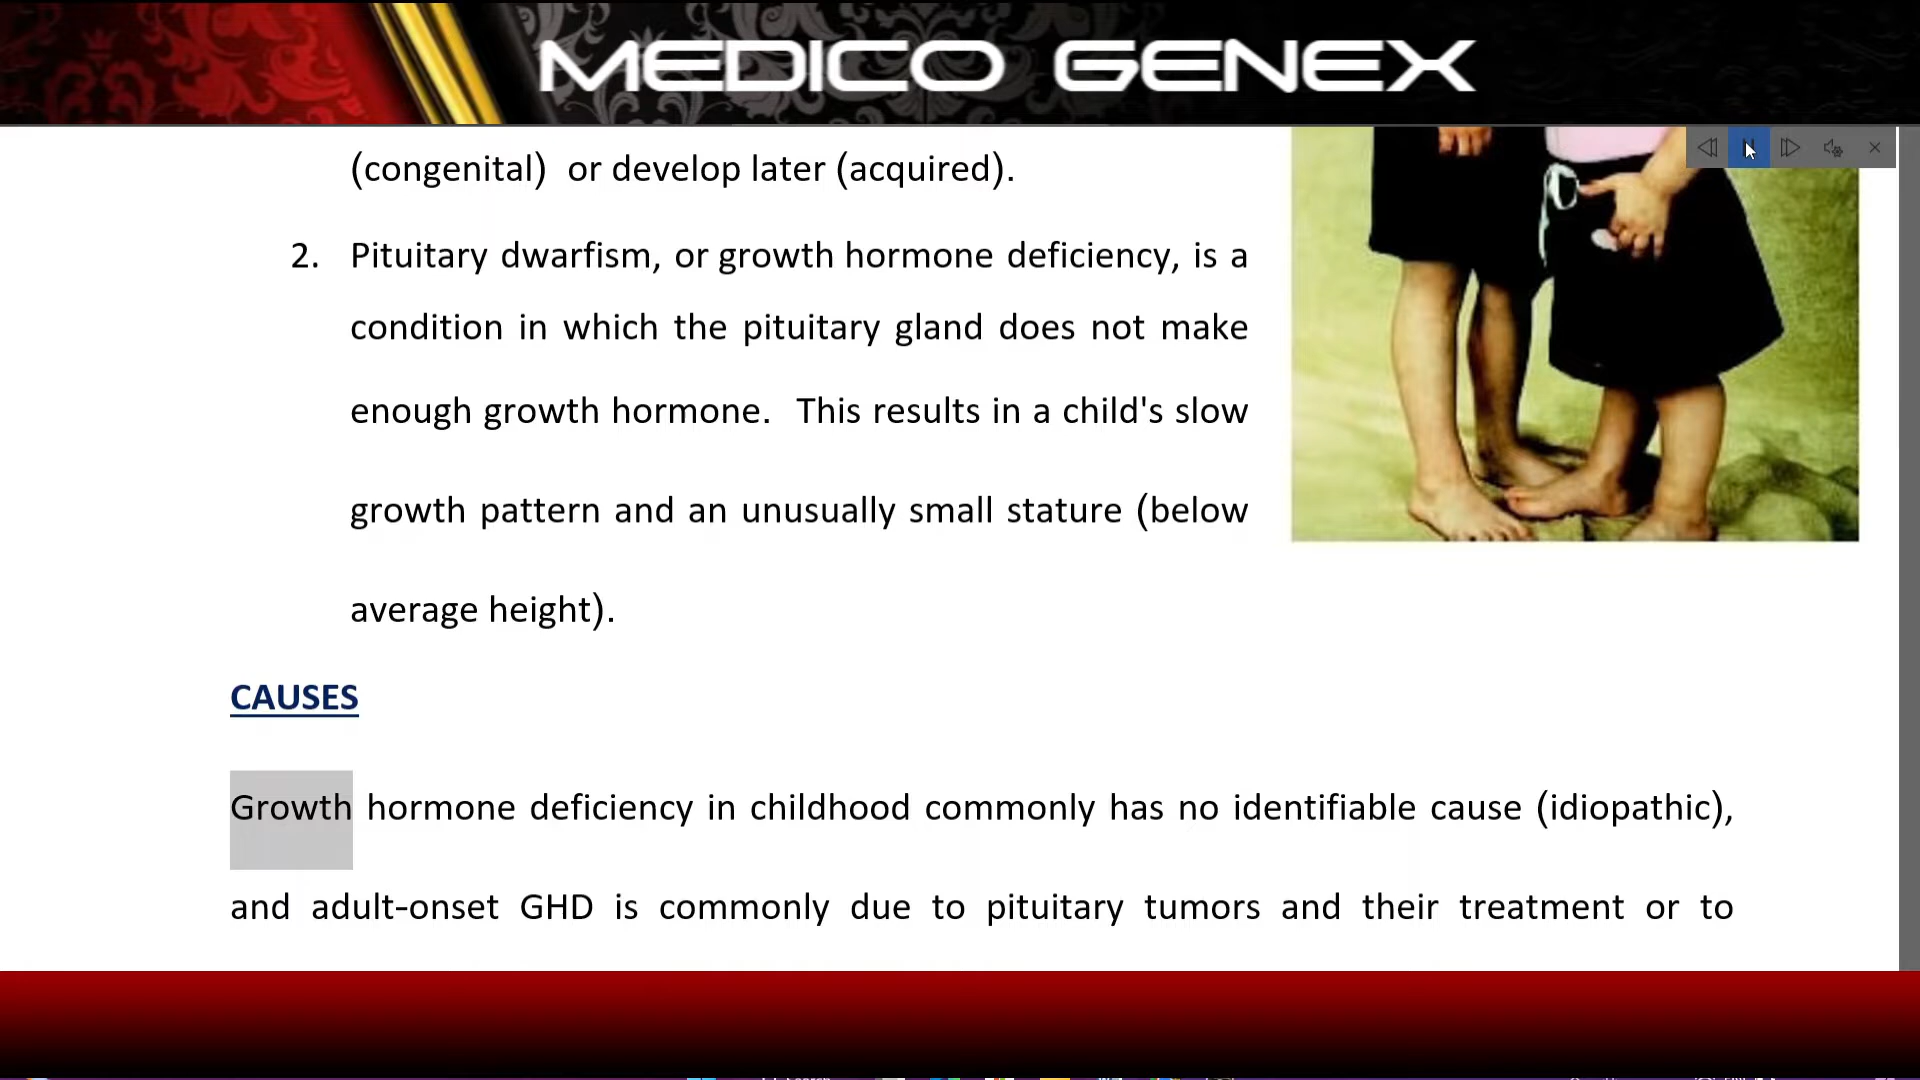 MEDICO GENEX
(congenital) or develop later (acquired).
2. Pituitary dwarfism, or growth hormone deficiency, is a
condition in which the pituitary gland does not make
enough growth hormone. This results in a child's slow
growth pattern and an unusually small stature (below
average height).
CAUSES
Growth hormone deficiency in childhood commonly has no identifiable cause (idiopathic),
and adult-onset GHD is commonly due to pituitary tumors and their treatment or to